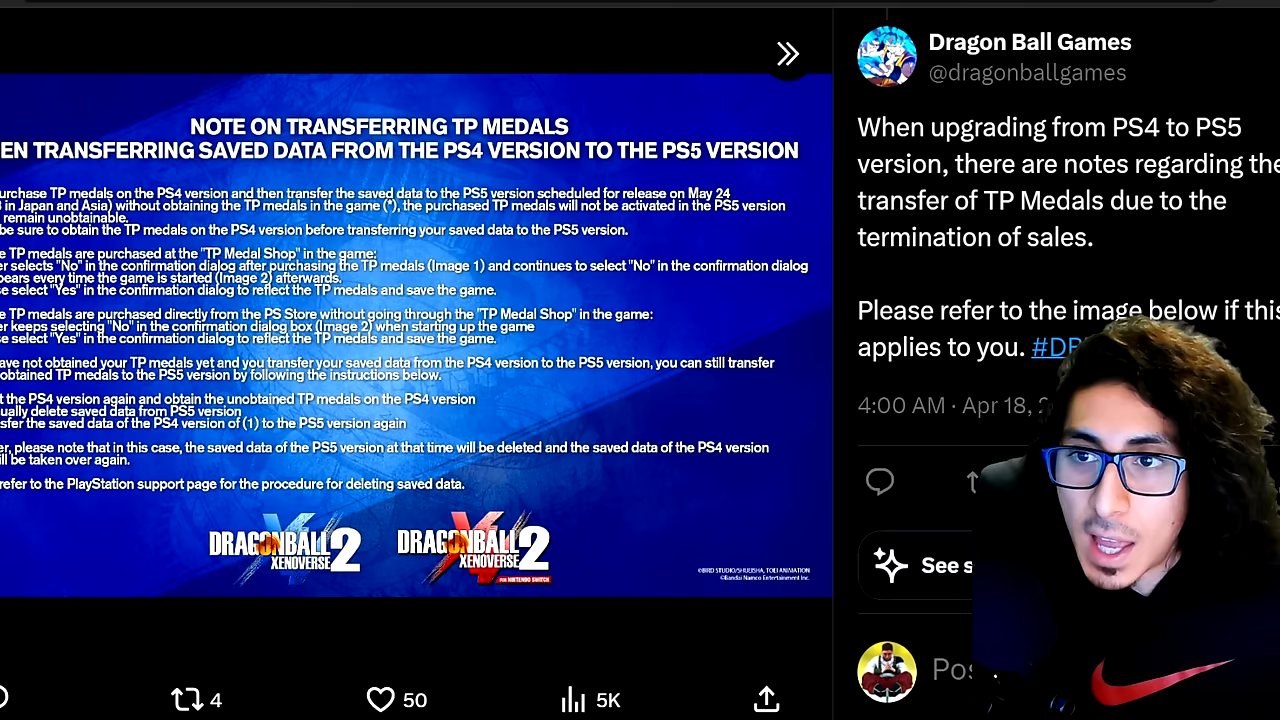 NOTE ON TRANSFERRING TP MEDALS
EN TRANSFERRING SAVED DATA FROM THE PS4 VERSION TO THE PS5 VERSION
urchase TP medals on the PS4 version and then transfer the saved data to the PS5 version scheduled for release on May 24
in Japan and Asia) without obtaining the TP medals in the game (*), the purchased TP medals will not be activated in the PS5 version
remain unobtainable.
be sure to obtain the TP medals on the PS4 version before transferring your saved data to the PS5 version.
e TP medals are purchased at the "TP Medal Shop" in the game:
er selects "No" in the confirmation dialog after purchasing the TP medals (Image 1) and continues to select "No" in the confirmation dialog
pears every time the game is started (Image 2) afterwards.
se select "Yes" in the confirmation dialog to reflect the TP medals and save the game.
e TP medals are purchased directly from the PS Store without going through the "TP Medal Shop" in the game:
er keeps selecting "No" in the confirmation dialog box (Image 2) when starting up the game
se select "Yes" in the confirmation dialog to reflect the TP medals and save the game.
ave not obtained your TP medals yet and you transfer your saved data from the PS4 version to the PS5 version, you can still transfer
obtained TP medals to the PS5 version by following the instructions below.
t the PS4 version again and obtain the unobtained TP medals on the PS4 version
ually delete saved data from PS5 version
sfer the saved data of the PS4 version of (1) to the PS5 version again
er, please note that in this case, the saved data of the PS5 version at that time will be deleted and the saved data of the PS4 version
ill be taken over again.
refer to the PlayStation support page for the procedure for deleting saved data.
DRAGONBALL
XENOVERSE 2
DRAGONBALL
XENOVERSE 2
FOR NINTENDO SWITCH
©BIRD STUDIO/SHUEISHA, TOEI ANIMATION
©Bandai Namco Entertainment Inc.
4
50
5K
Dragon Ball Games
@dragonballgames
When upgrading from PS4 to PS5
version, there are notes regarding the
transfer of TP Medals due to the
termination of sales.
Please refer to the image below if this
applies to you. #DB
4:00 AM · Apr 18, 2
See s
Pos